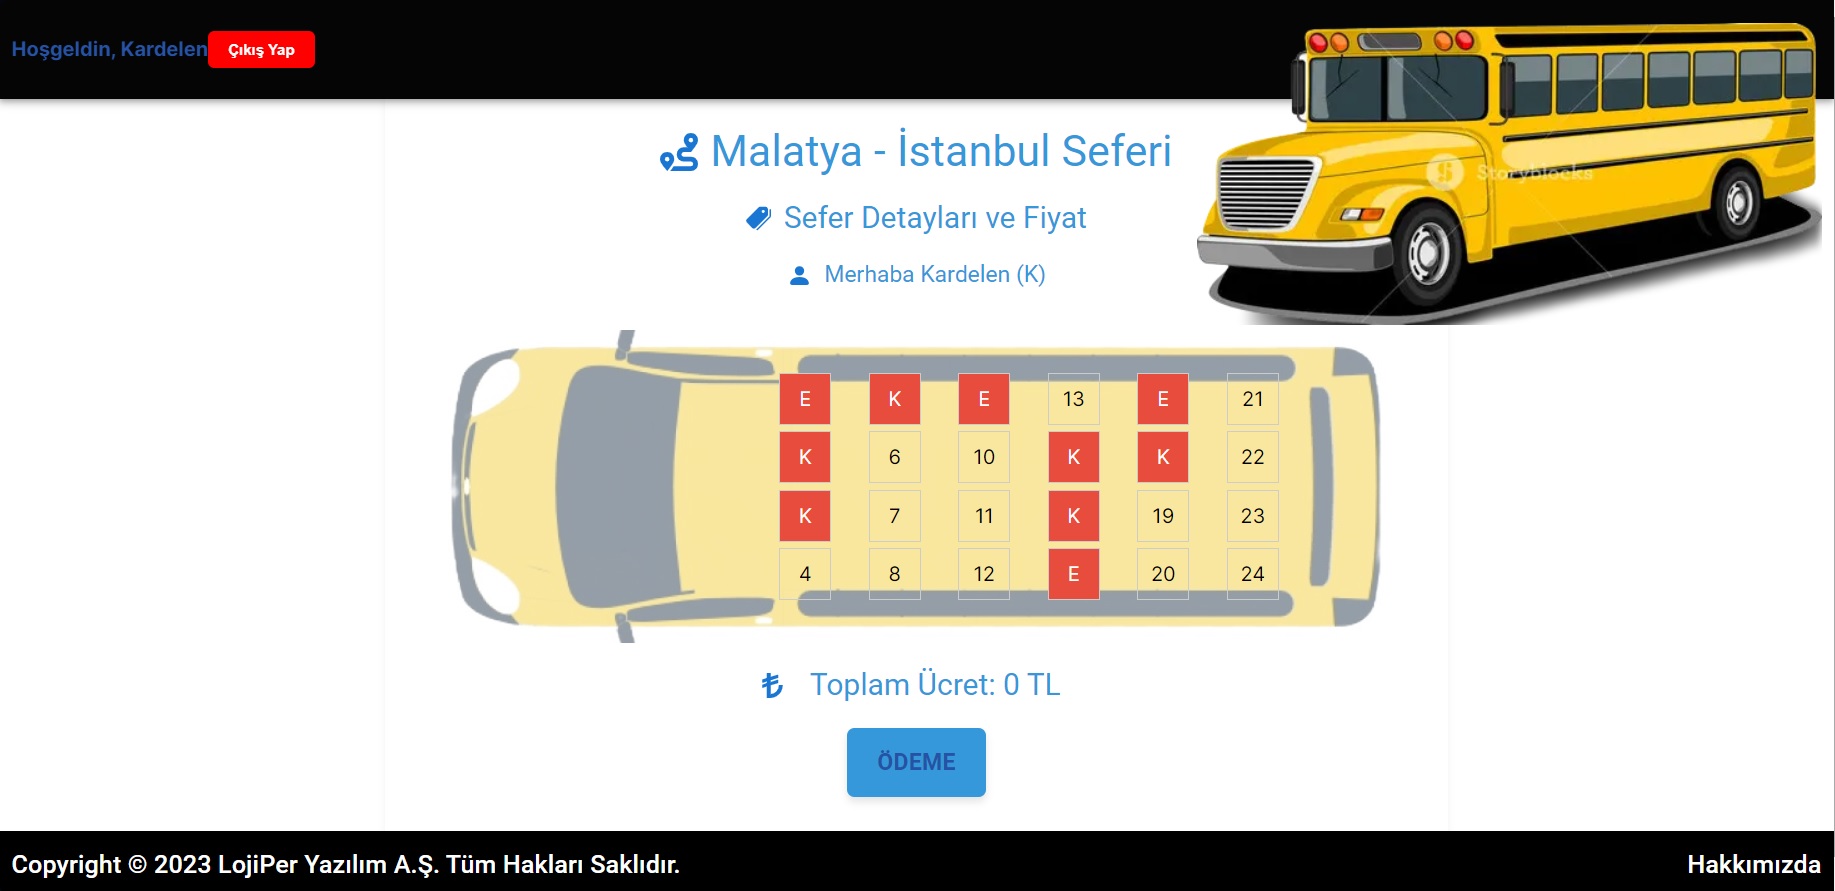 Hoşgeldin, Kardelen Çıkış Yap
Malatya - İstanbul Seferi
Storyblocks
Sefer Detayları ve Fiyat
Merhaba Kardelen (K)
E K E 13 E 21
K 6 10 K K 22
K 7 11 K 19 23
4 8 12 E 20 24
₺ Toplam Ücret: 0 TL
ÖDEME
Copyright © 2023 LojiPer Yazılım A.Ş. Tüm Hakları Saklıdır. Hakkımızda